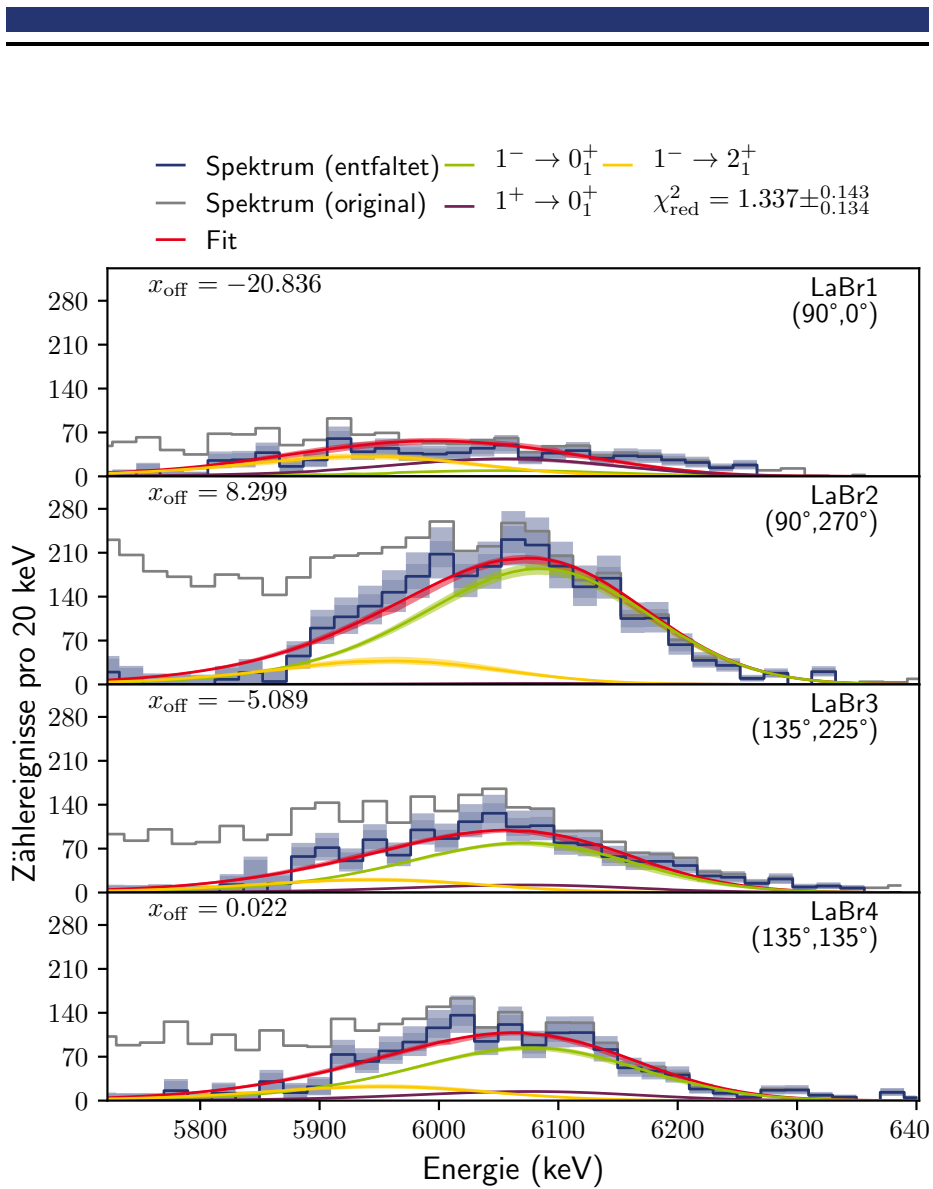 Spektrum (entfaltet) 1⁻ → 0₁⁺ 1⁻ → 2₁⁺
Spektrum (original) 1⁺ → 0₁⁺ χ²_red = 1.337±^0.143_0.134
Fit
x_off = −20.836
LaBr1
(90°,0°)
280
210
140
70
0
x_off = 8.299
LaBr2
(90°,270°)
280
210
140
70
0
x_off = −5.089
LaBr3
(135°,225°)
280
210
140
70
0
x_off = 0.022
LaBr4
(135°,135°)
280
210
140
70
0
Zählereignisse pro 20 keV
5800 5900 6000 6100 6200 6300 640
Energie (keV)